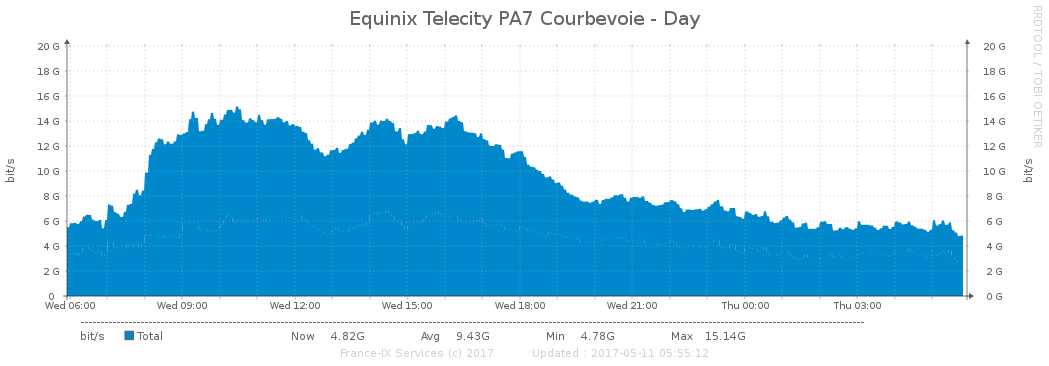 Equinix Telecity PA7 Courbevoie - Day
RRDTOOL / TOBI OETIKER
20 G 20 G
18 G 18 G
16 G 16 G
14 G 14 G
12 G 12 G
10 G 10 G
8 G 8 G
6 G 6 G
4 G 4 G
2 G 2 G
0 0 G
bit/s bit/s
Wed 06:00 Wed 09:00 Wed 12:00 Wed 15:00 Wed 18:00 Wed 21:00 Thu 00:00 Thu 03:00
bit/s Total Now 4.82G Avg 9.43G Min 4.78G Max 15.14G
France-IX Services (c) 2017 Updated : 2017-05-11 05:55:12